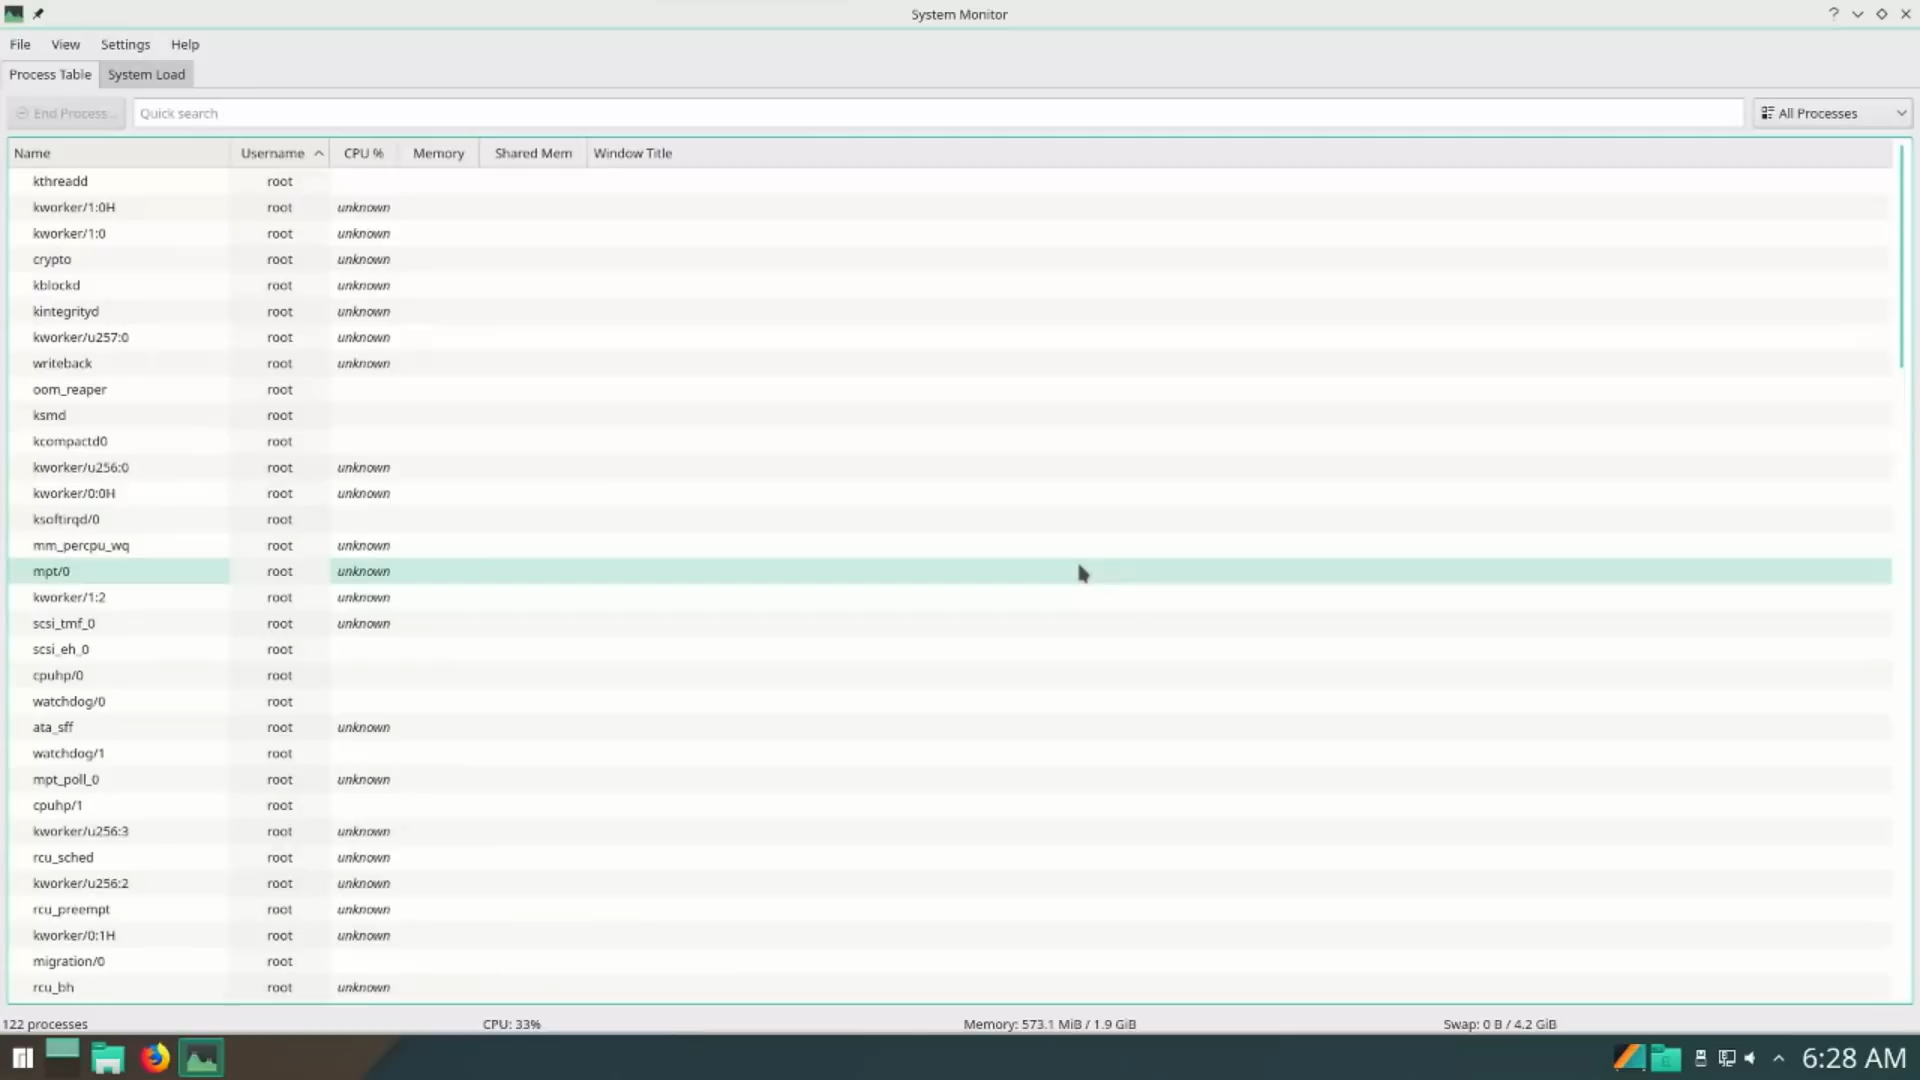 System Monitor
File View Settings Help
Process Table System Load
End Process... Quick search All Processes
Name Username CPU % Memory Shared Mem Window Title
kthreadd root
kworker/1:0H root unknown
kworker/1:0 root unknown
crypto root unknown
kblockd root unknown
kintegrityd root unknown
kworker/u257:0 root unknown
writeback root unknown
oom_reaper root
ksmd root
kcompactd0 root
kworker/u256:0 root unknown
kworker/0:0H root unknown
ksoftirqd/0 root
mm_percpu_wq root unknown
mpt/0 root unknown
kworker/1:2 root unknown
scsi_tmf_0 root unknown
scsi_eh_0 root
cpuhp/0 root
watchdog/0 root
ata_sff root unknown
watchdog/1 root
mpt_poll_0 root unknown
cpuhp/1 root
kworker/u256:3 root unknown
rcu_sched root unknown
kworker/u256:2 root unknown
rcu_preempt root unknown
kworker/0:1H root unknown
migration/0 root
rcu_bh root unknown
122 processes CPU: 33% Memory: 573.1 MiB / 1.9 GiB Swap: 0 B / 4.2 GiB
6:28 AM